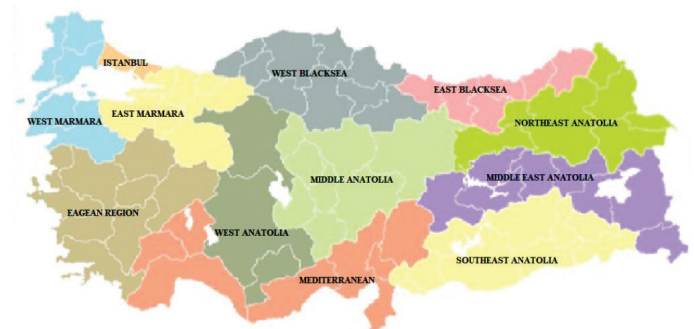 ISTANBUL
WEST BLACKSEA
EAST BLACKSEA
EAST MARMARA
WEST MARMARA
NORTHEAST ANATOLIA
MIDDLE ANATOLIA
MIDDLE EAST ANATOLIA
EAGEAN REGION
WEST ANATOLIA
SOUTHEAST ANATOLIA
MEDITERRANEAN